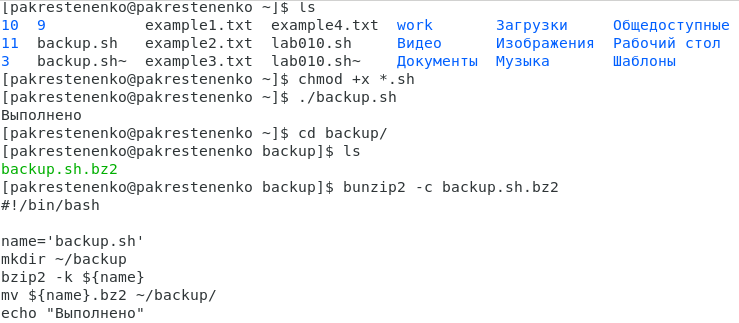 [pakrestenenko@pakrestenenko ~]$ ls
10  9           example1.txt  example4.txt  work       Загрузки     Общедоступные
11  backup.sh   example2.txt  lab010.sh     Видео      Изображения  Рабочий стол
3   backup.sh~  example3.txt  lab010.sh~    Документы  Музыка       Шаблоны
[pakrestenenko@pakrestenenko ~]$ chmod +x *.sh
[pakrestenenko@pakrestenenko ~]$ ./backup.sh
Выполнено
[pakrestenenko@pakrestenenko ~]$ cd backup/
[pakrestenenko@pakrestenenko backup]$ ls
backup.sh.bz2
[pakrestenenko@pakrestenenko backup]$ bunzip2 -c backup.sh.bz2
#!/bin/bash

name='backup.sh'
mkdir ~/backup
bzip2 -k ${name}
mv ${name}.bz2 ~/backup/
echo "Выполнено"